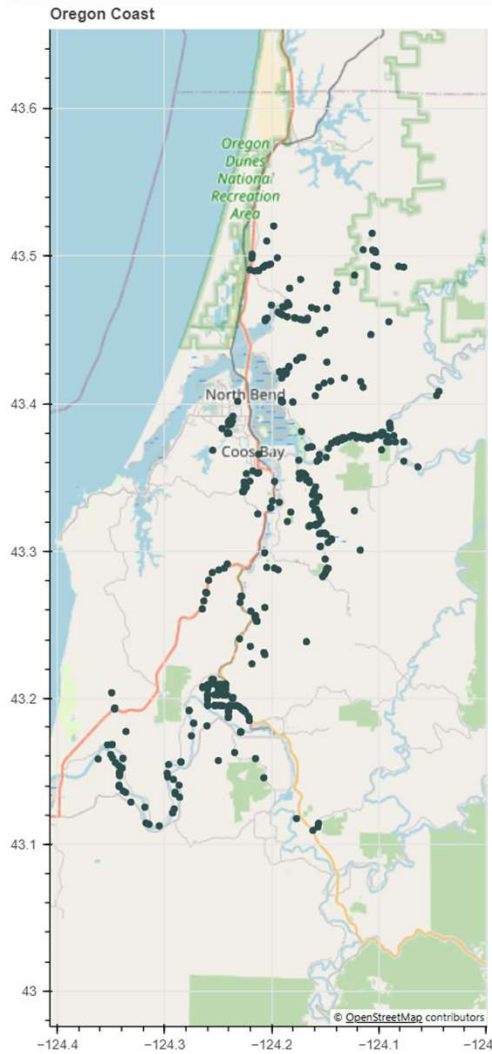 Oregon Coast
43.6
Oregon
Dunes
National
Recreation
Area
43.5
North Bend
43.4
Coos Bay
43.3
43.2
43.1
43
© OpenStreetMap contributors
−124.4
−124.3
−124.2
−124.1
−124